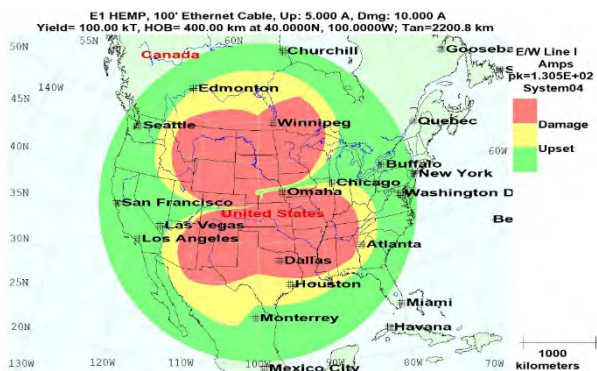 E1 HEMP, 100' Ethernet Cable, Up: 5.000 A, Dmg: 10.000 A
Yield= 100.00 kT, HOB= 400.00 km at 40.0000N, 100.0000W; Tan=2200.8 km
50N 55N 60N Churchill Gooseba
Canada
E/W Line I
Amps
pk=1.305E+02
System04
140W
Edmonton
45N
Seattle Winnipeg Quebec
Damage
40N
Buffalo 60W Upset
Chicago New York
35N
Omaha Washington D
San Francisco
United States
Las Vegas Be
30N
Los Angeles Atlanta
25N
Dallas
Houston
20N
Monterrey Miami
Havana
130W 120W 110W 100W Mexico City 80W 70W
1000
kilometers